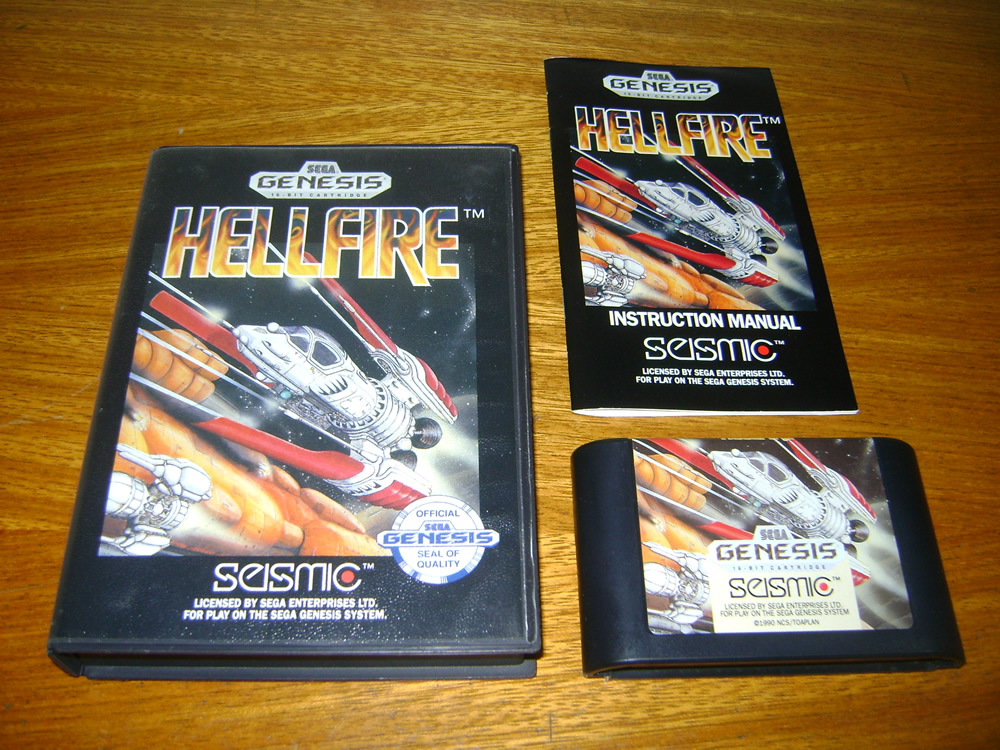 SEGA
GENESIS
16-BIT CARTRIDGE
HELLFIRE™
OFFICIAL
SEGA
GENESIS
SEAL OF
QUALITY
SEISMIC™
LICENSED BY SEGA ENTERPRISES LTD.
FOR PLAY ON THE SEGA GENESIS SYSTEM.
SEGA
GENESIS
16-BIT CARTRIDGE
HELLFIRE™
INSTRUCTION MANUAL
SEISMIC™
LICENSED BY SEGA ENTERPRISES LTD.
FOR PLAY ON THE SEGA GENESIS SYSTEM.
SEGA
GENESIS
16-BIT CARTRIDGE
SEISMIC™
LICENSED BY SEGA ENTERPRISES LTD.
FOR PLAY ON THE SEGA GENESIS SYSTEM
©1990 NCS/TOAPLAN